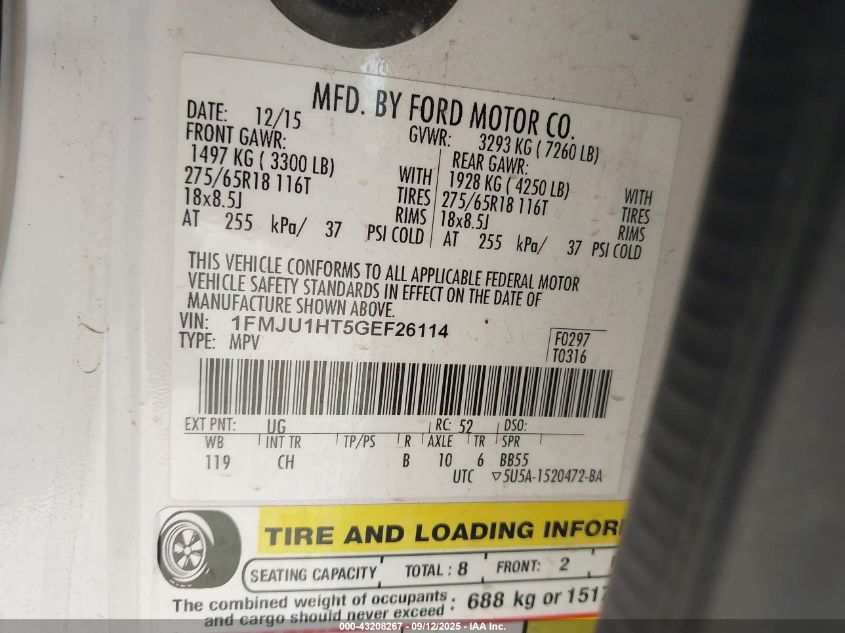 MFD. BY FORD MOTOR CO.
DATE: 12/15 GVWR: 3293 KG ( 7260 LB)
FRONT GAWR: REAR GAWR:
1497 KG ( 3300 LB) WITH 1928 KG ( 4250 LB) WITH
275/65R18 116T TIRES 275/65R18 116T TIRES
18x8.5J RIMS 18x8.5J RIMS
AT 255 kPa/ 37 PSI COLD AT 255 kPa/ 37 PSI COLD
THIS VEHICLE CONFORMS TO ALL APPLICABLE FEDERAL MOTOR
VEHICLE SAFETY STANDARDS IN EFFECT ON THE DATE OF
MANUFACTURE SHOWN ABOVE.
VIN: 1FMJU1HT5GEF26114
TYPE: MPV
F0297
T0316
EXT PNT: UG RC: 52 DSO:
WB INT TR TP/PS R AXLE TR SPR
119 CH B 10 6 BB55
UTC ▽5U5A-1520472-BA
TIRE AND LOADING INFOR
SEATING CAPACITY TOTAL : 8 FRONT: 2
The combined weight of occupants
and cargo should never exceed : 688 kg or 1517
000-43208267 - 09/12/2025 - IAA Inc.